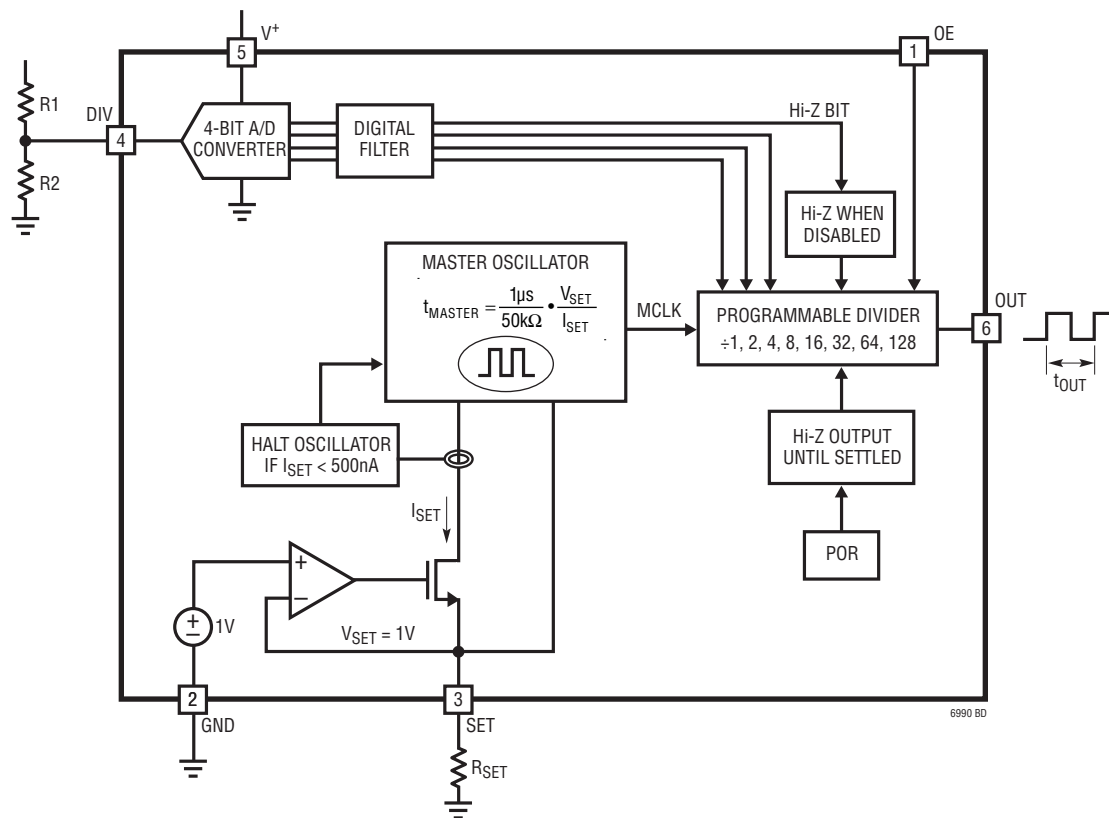 V+
5
OE
1
R1
DIV
4
R2
4-BIT A/D
CONVERTER
DIGITAL
FILTER
Hi-Z BIT
Hi-Z WHEN
DISABLED
MASTER OSCILLATOR
tMASTER = 1µs/50kΩ • VSET/ISET
MCLK
PROGRAMMABLE DIVIDER
÷1, 2, 4, 8, 16, 32, 64, 128
OUT
6
tOUT
HALT OSCILLATOR
IF ISET < 500nA
Hi-Z OUTPUT
UNTIL SETTLED
ISET
POR
+
−
+
−
1V
VSET = 1V
2
GND
3
SET
6990 BD
RSET